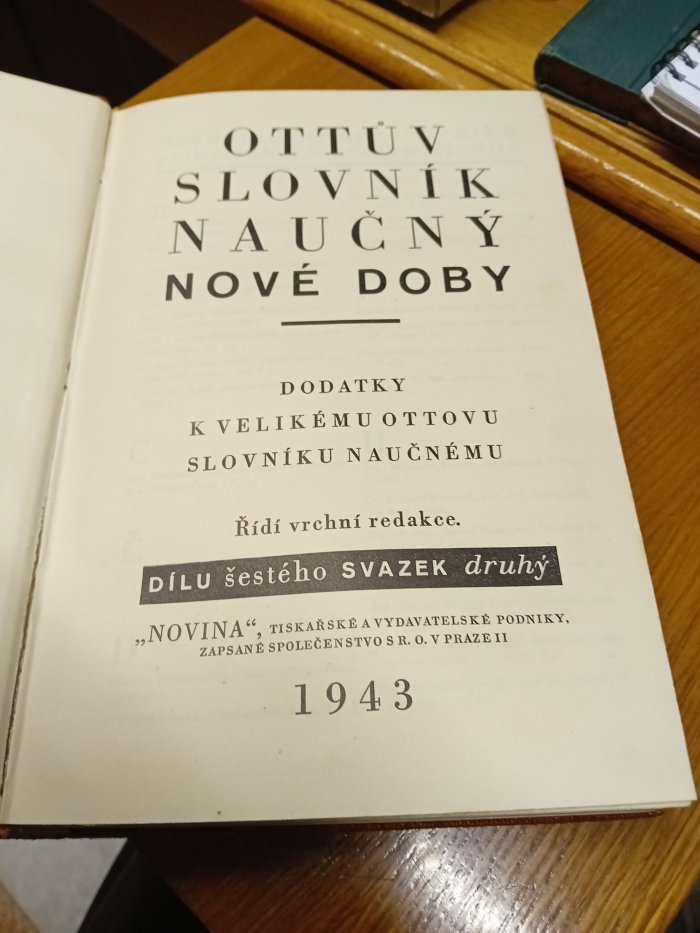 OTTŮV
SLOVNÍK
NAUČNÝ
NOVÉ DOBY
DODATKY
K VELIKÉMU OTTOVU
SLOVNÍKU NAUČNÉMU
Řídí vrchní redakce.
DÍLU šestého SVAZEK druhý
„NOVINA“, TISKAŘSKÉ A VYDAVATELSKÉ PODNIKY,
ZAPSANÉ SPOLEČENSTVO S R. O. V PRAZE II
1943